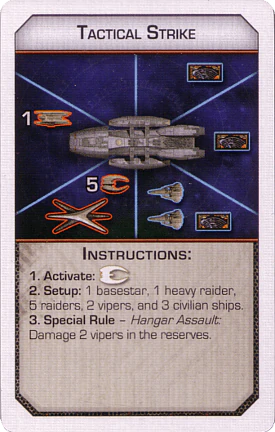 TACTICAL STRIKE
1
5
INSTRUCTIONS:
1. Activate:
2. Setup: 1 basestar, 1 heavy raider,
5 raiders, 2 vipers, and 3 civilian ships.
3. Special Rule – Hangar Assault:
Damage 2 vipers in the reserves.